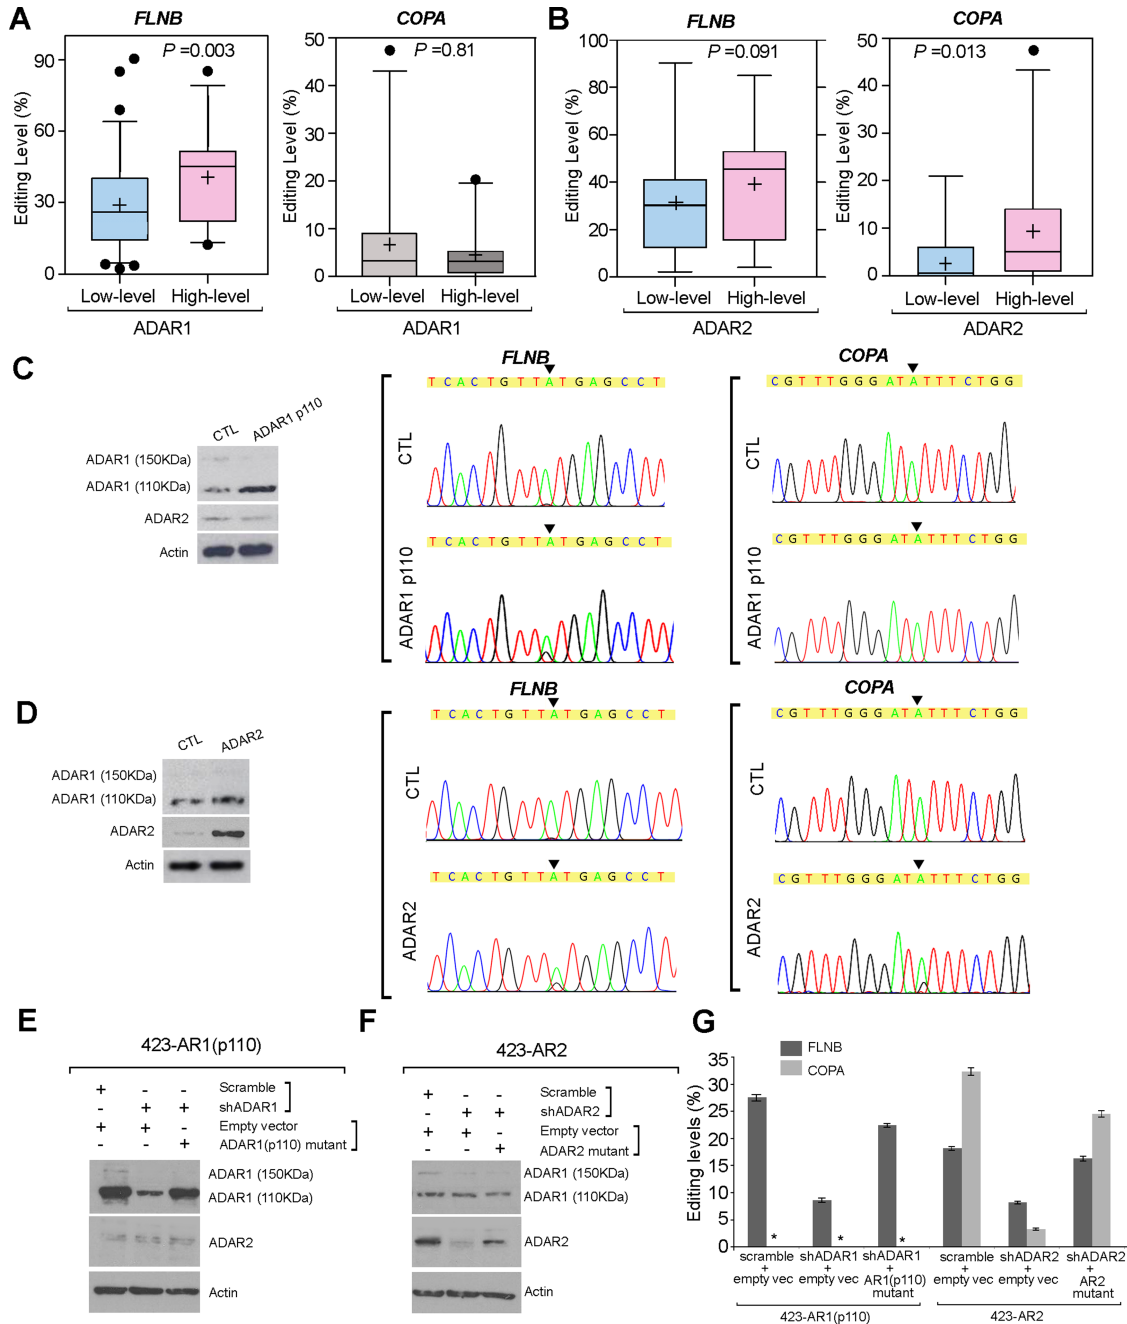 A
FLNB
P =0.003
Editing Level (%)
90
60
30
0
Low-level
High-level
ADAR1
COPA
P =0.81
Editing Level (%)
50
40
30
20
10
0
Low-level
High-level
ADAR1
B
FLNB
P =0.091
Editing Level (%)
100
80
60
40
20
0
Low-level
High-level
ADAR2
COPA
P =0.013
Editing Level (%)
50
40
30
20
10
0
Low-level
High-level
ADAR2
C
CTL
ADAR1 p110
ADAR1 (150KDa)
ADAR1 (110KDa)
ADAR2
Actin
FLNB
TCACTGTTATGAGCCT
CTL
TCACTGTTATGAGCCT
ADAR1 p110
COPA
CGTTTGGGATATTTCTGG
CTL
CGTTTGGGATATTTCTGG
ADAR1 p110
D
CTL
ADAR2
ADAR1 (150KDa)
ADAR1 (110KDa)
ADAR2
Actin
FLNB
TCACTGTTATGAGCCT
CTL
TCACTGTTATGAGCCT
ADAR2
COPA
CGTTTGGGATATTTCTGG
CTL
CGTTTGGGATATTTCTGG
ADAR2
E
423-AR1(p110)
+ - - Scramble
- + + shADAR1
+ + - Empty vector
- - + ADAR1(p110) mutant
ADAR1 (150KDa)
ADAR1 (110KDa)
ADAR2
Actin
F
423-AR2
+ - - Scramble
- + + shADAR2
+ + - Empty vector
- - + ADAR2 mutant
ADAR1 (150KDa)
ADAR1 (110KDa)
ADAR2
Actin
G
FLNB
COPA
Editing levels (%)
35
30
25
20
15
10
5
0
* * *
scramble + empty vec
shADAR1 + empty vec
shADAR1 + AR1(p110) mutant
scramble + empty vec
shADAR2 + empty vec
shADAR2 + AR2 mutant
423-AR1(p110)
423-AR2